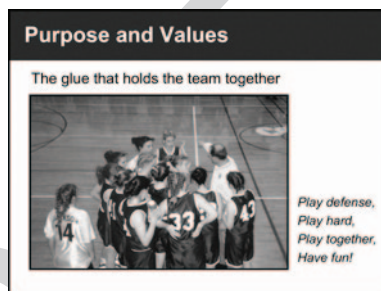 Purpose and Values
The glue that holds the team together
14
33
43
Play defense,
Play hard,
Play together,
Have fun!